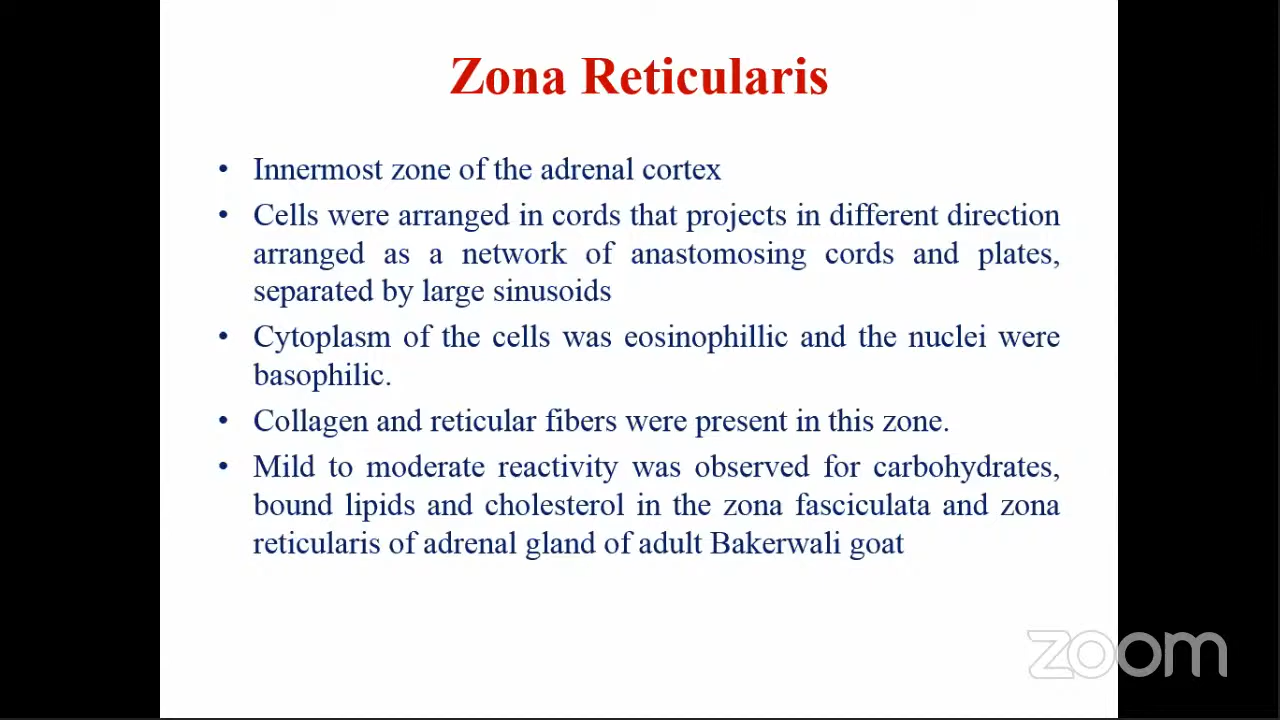 Zona Reticularis
• Innermost zone of the adrenal cortex
• Cells were arranged in cords that projects in different direction
arranged as a network of anastomosing cords and plates,
separated by large sinusoids
• Cytoplasm of the cells was eosinophillic and the nuclei were
basophilic.
• Collagen and reticular fibers were present in this zone.
• Mild to moderate reactivity was observed for carbohydrates,
bound lipids and cholesterol in the zona fasciculata and zona
reticularis of adrenal gland of adult Bakerwali goat
zoom